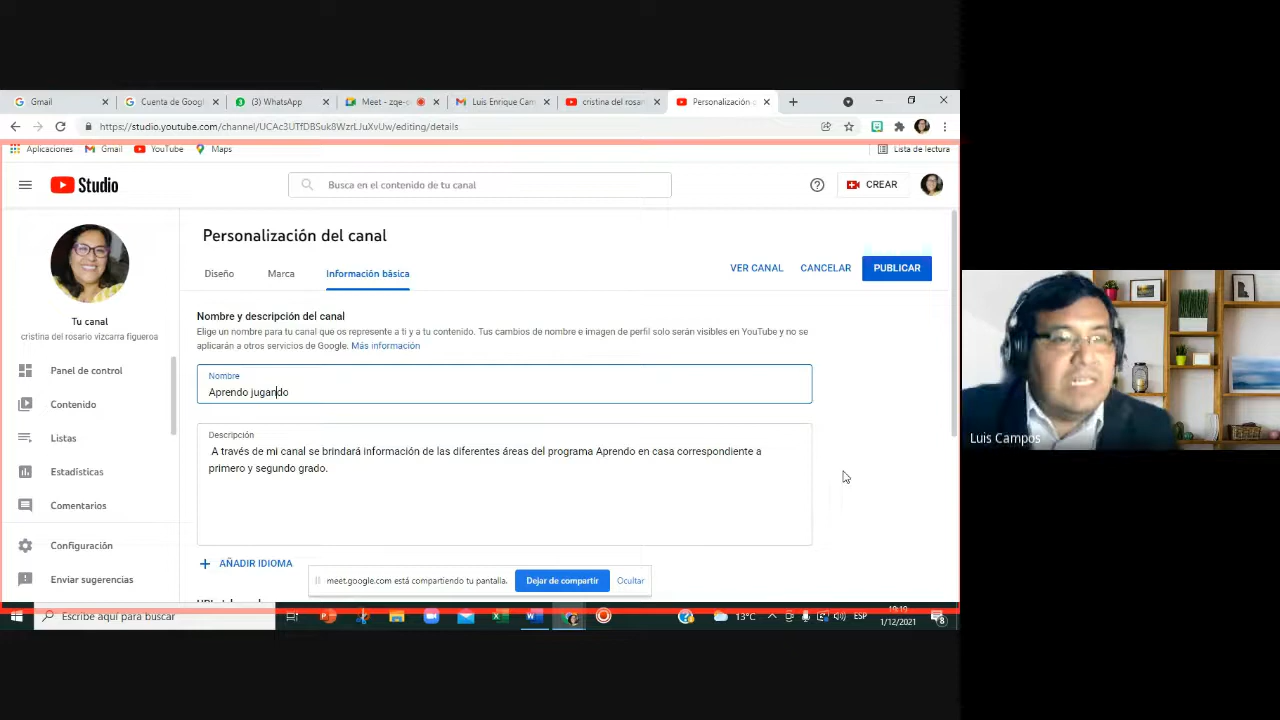 Gmail
Cuenta de Googl
(3) WhatsApp
Meet - zqe-
Luis Enrique Cam
cristina del rosar
Personalización
https://studio.youtube.com/channel/UCAc3UTfDBSuk8WzrLJuXvUw/editing/details
Aplicaciones
Gmail
YouTube
Maps
Lista de lectura
Studio
Busca en el contenido de tu canal
CREAR
Personalización del canal
Diseño
Marca
Información básica
VER CANAL
CANCELAR
PUBLICAR
Tu canal
cristina del rosario vizcarra figueroa
Panel de control
Contenido
Listas
Estadísticas
Comentarios
Configuración
Enviar sugerencias
Nombre y descripción del canal
Elige un nombre para tu canal que os represente a ti y a tu contenido. Tus cambios de nombre e imagen de perfil solo serán visibles en YouTube y no se
aplicarán a otros servicios de Google. Más información
Nombre
Aprendo jugando
Descripción
A través de mi canal se brindará información de las diferentes áreas del programa Aprendo en casa correspondiente a
primero y segundo grado.
AÑADIR IDIOMA
meet.google.com está compartiendo tu pantalla.
Dejar de compartir
Ocultar
Escribe aquí para buscar
13°C
ESP
19:19
1/12/2021
8
Luis Campos